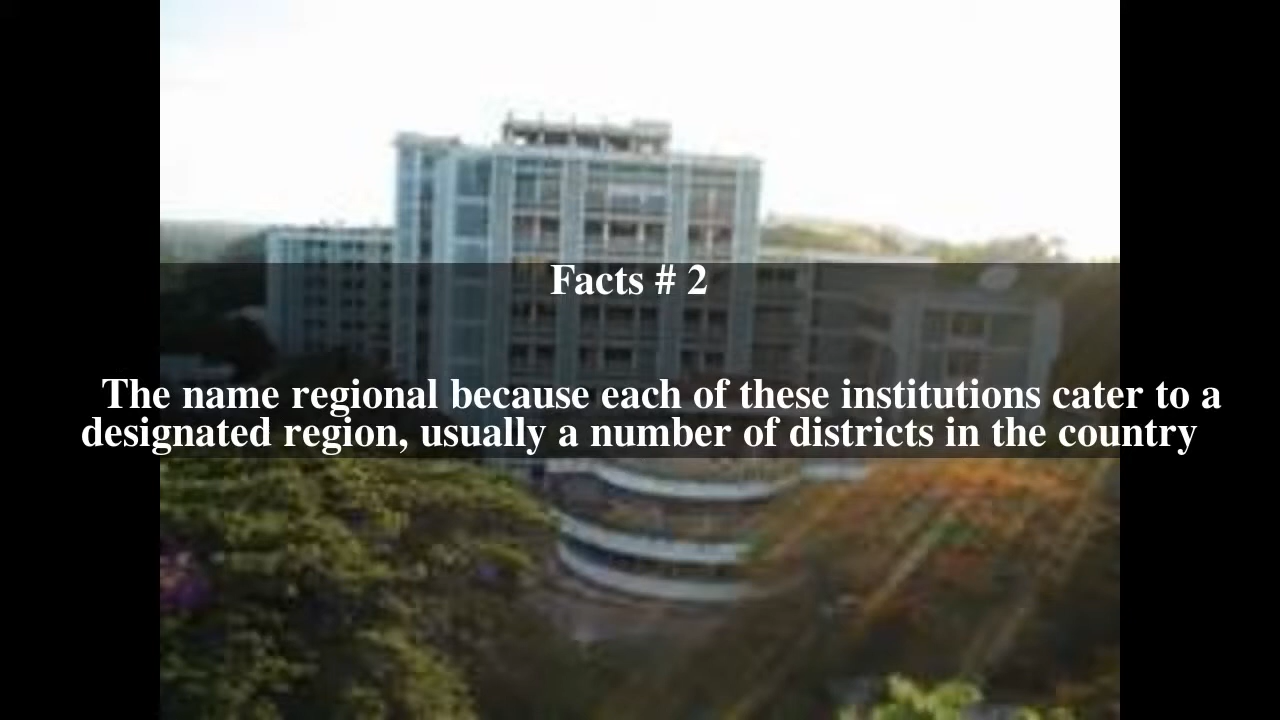 Facts # 2
The name regional because each of these institutions cater to a
designated region, usually a number of districts in the country